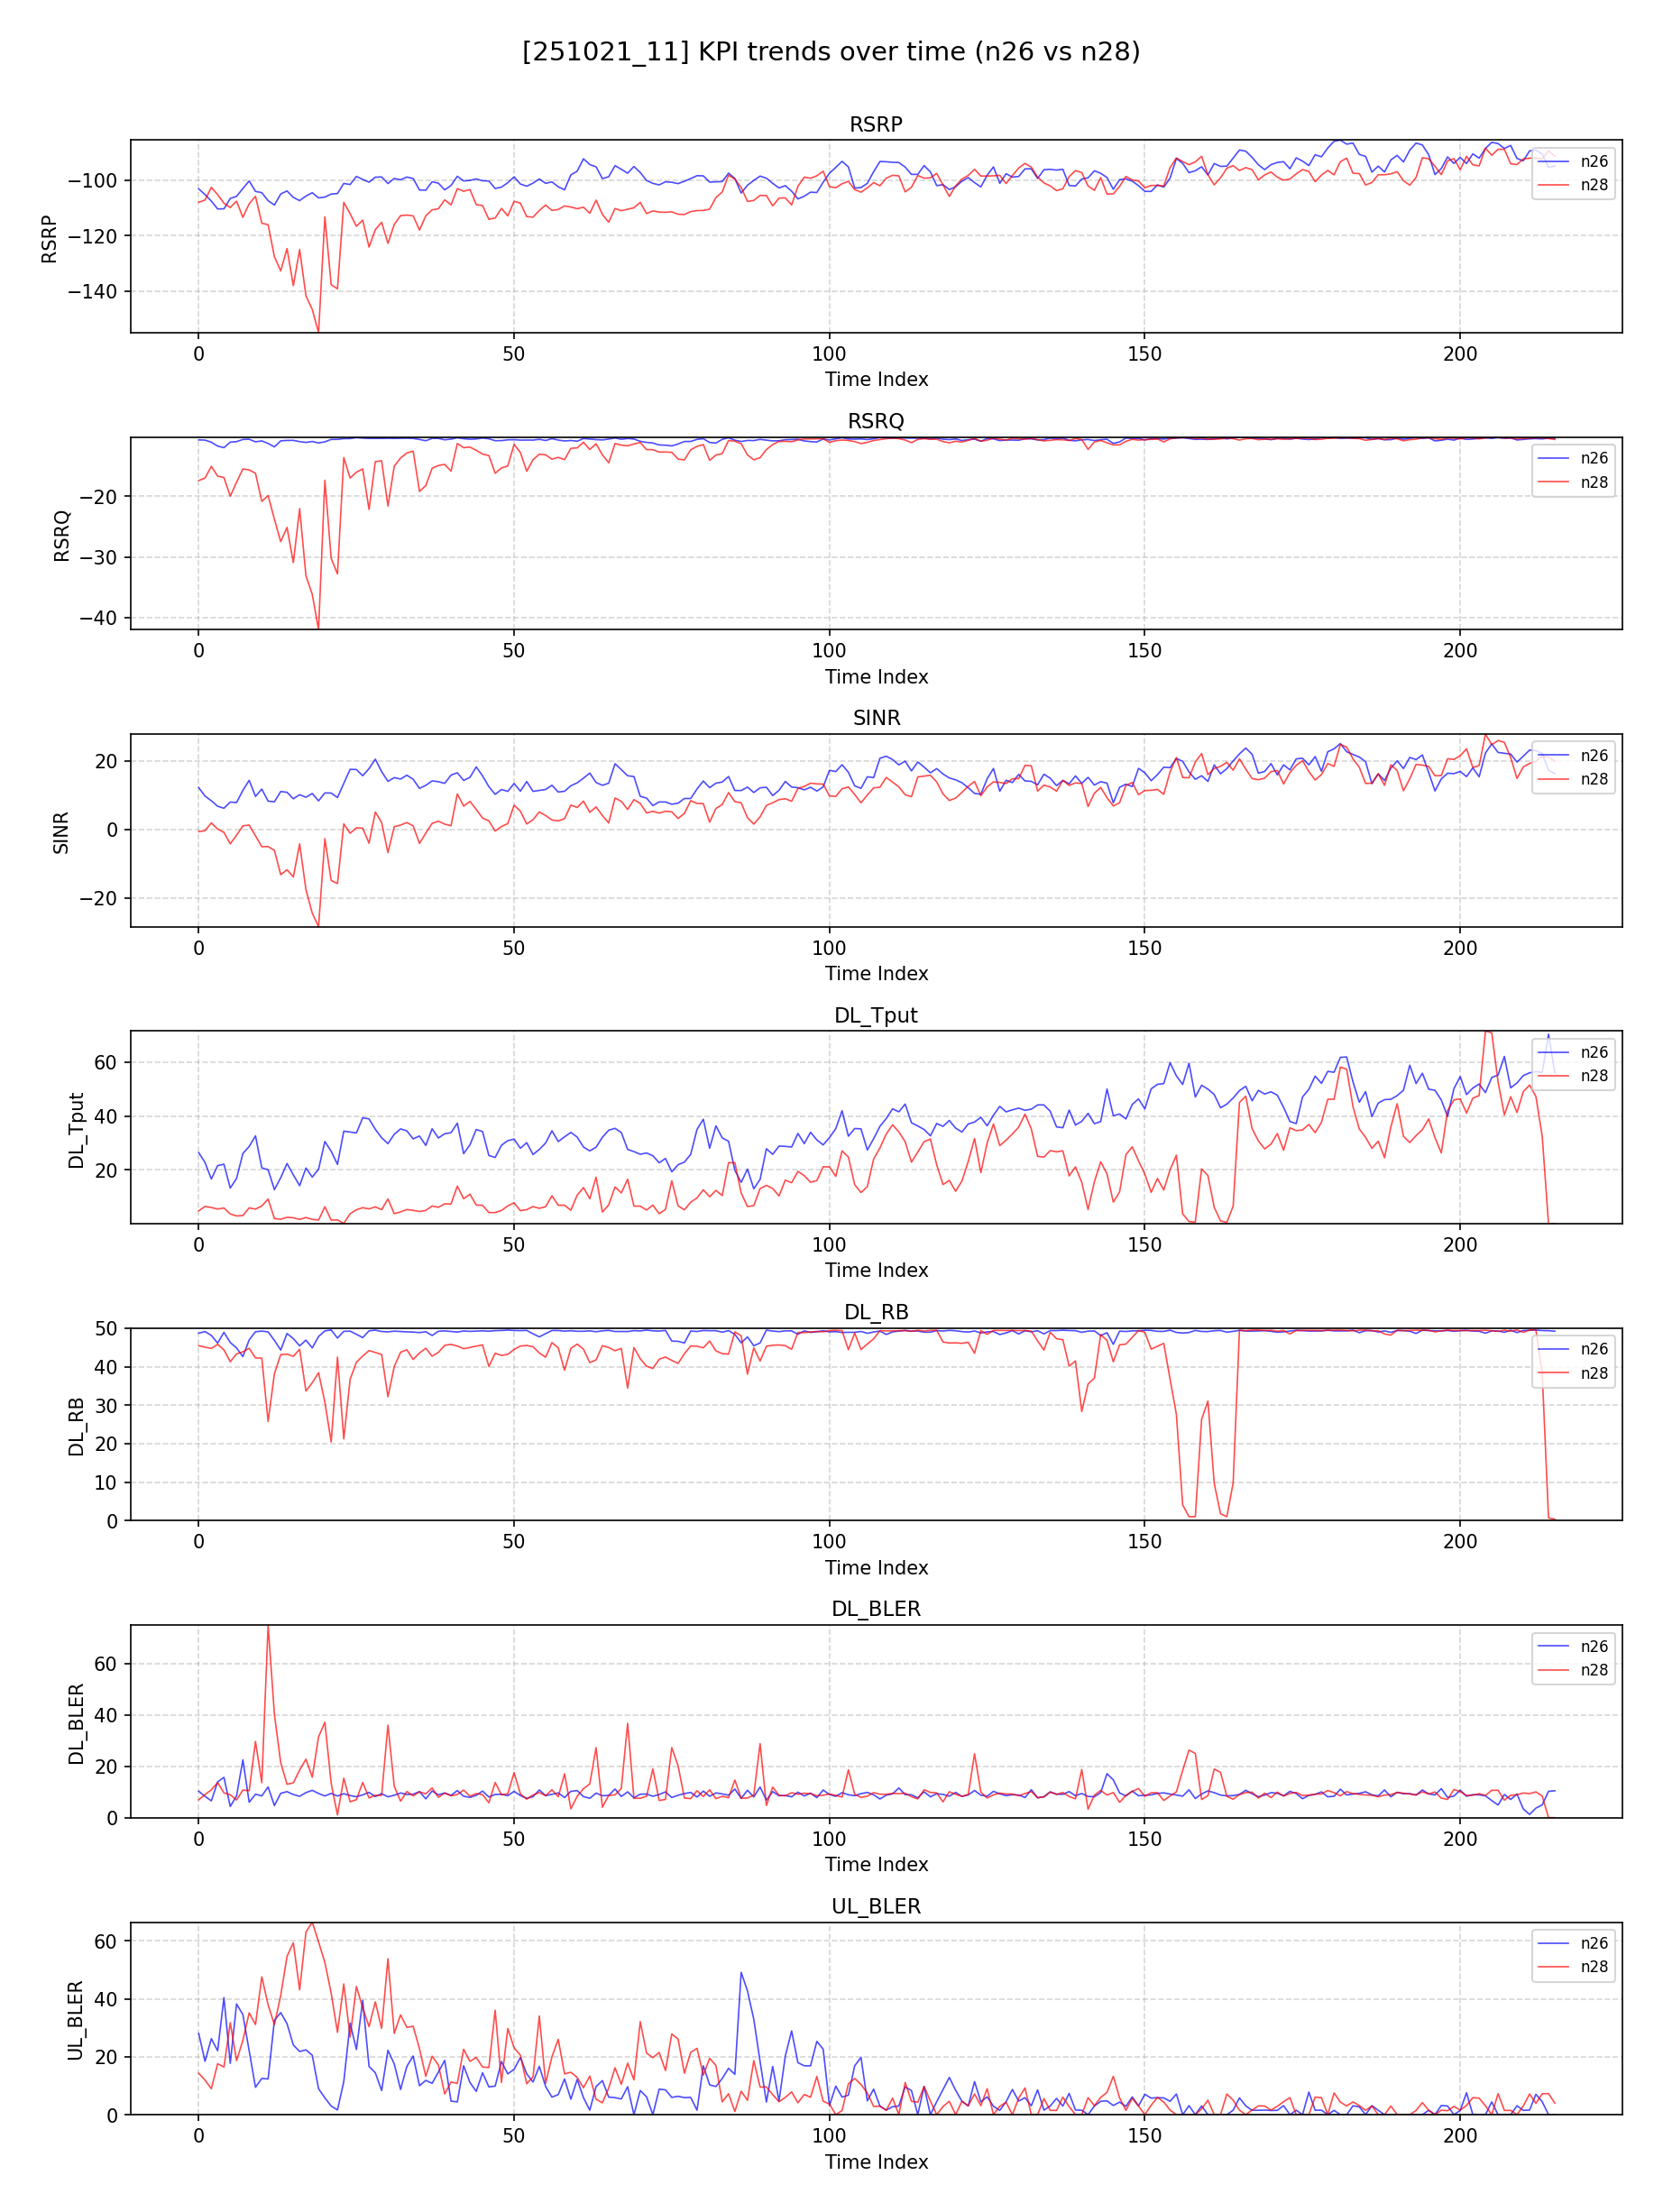 [251021_11] KPI trends over time (n26 vs n28)
RSRP
RSRP
−100
−120
−140
n26
n28
0 50 100 150 200
Time Index
RSRQ
RSRQ
−20
−30
−40
n26
n28
0 50 100 150 200
Time Index
SINR
SINR
20
0
−20
n26
n28
0 50 100 150 200
Time Index
DL_Tput
DL_Tput
60
40
20
n26
n28
0 50 100 150 200
Time Index
DL_RB
DL_RB
50
40
30
20
10
0
n26
n28
0 50 100 150 200
Time Index
DL_BLER
DL_BLER
60
40
20
0
n26
n28
0 50 100 150 200
Time Index
UL_BLER
UL_BLER
60
40
20
0
n26
n28
0 50 100 150 200
Time Index